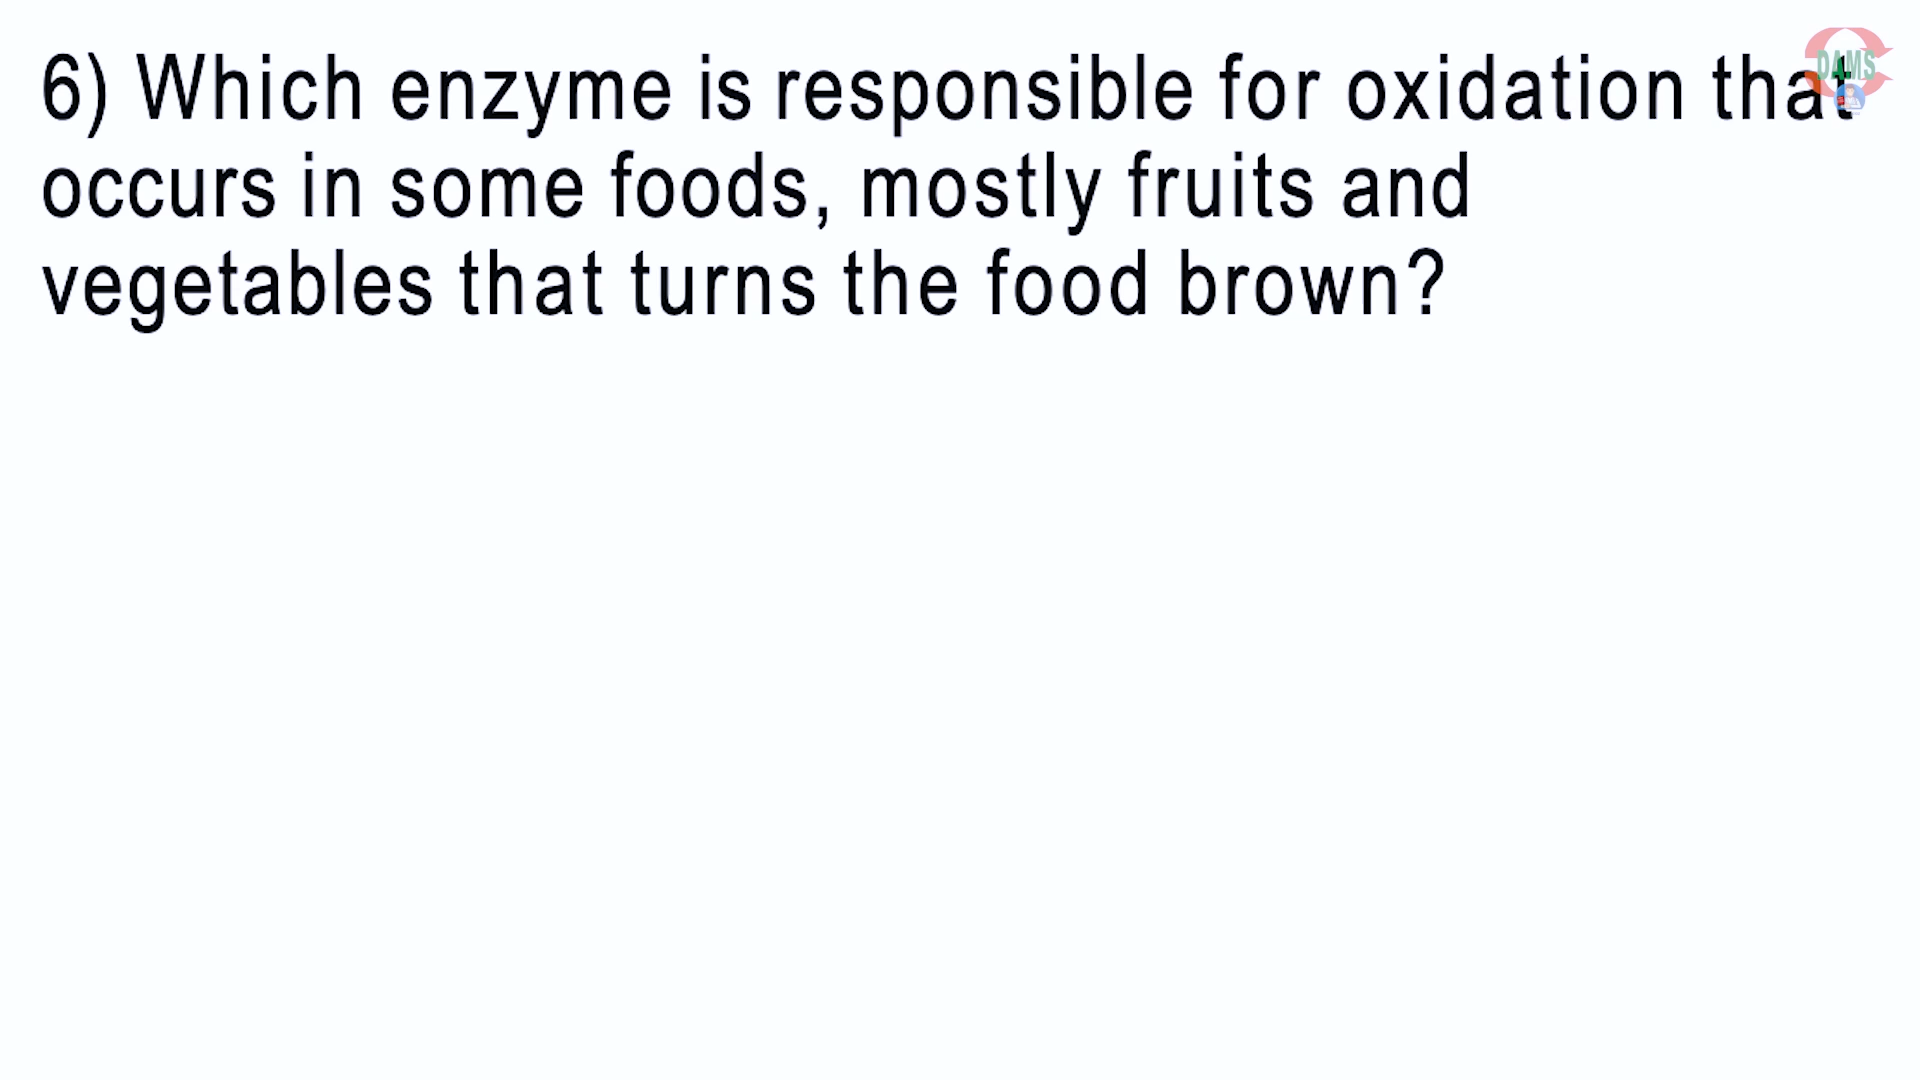 6) Which enzyme is responsible for oxidation that
occurs in some foods, mostly fruits and
vegetables that turns the food brown?
DAMS